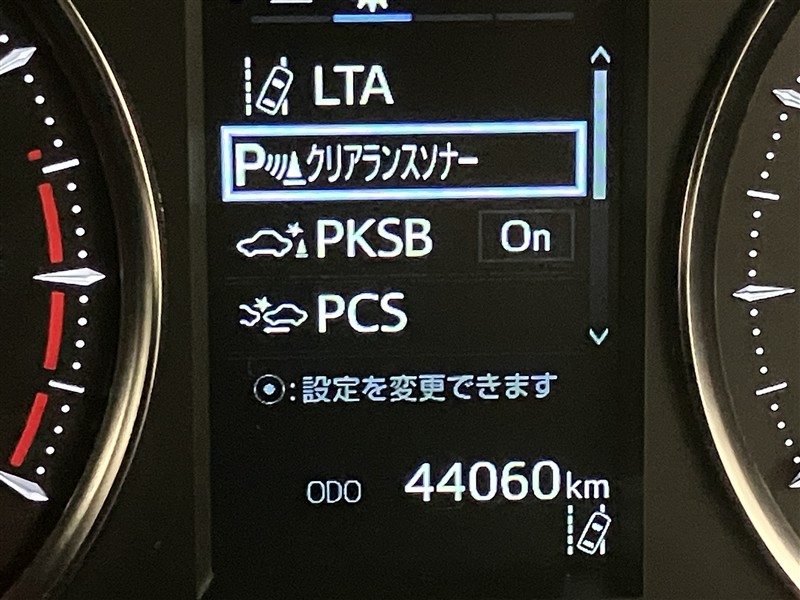 LTA
Pクリアランスソナー
PKSB On
PCS
:設定を変更できます
ODO 44060km